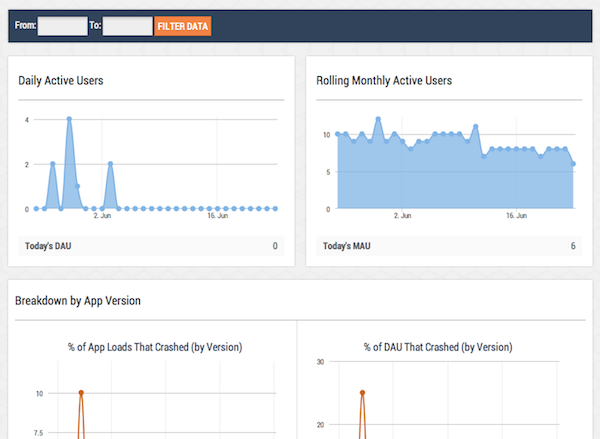 From: To: FILTER DATA
Daily Active Users
4
2
0
2. Jun 16. Jun
Today's DAU 0
Rolling Monthly Active Users
10
5
0
2. Jun 16. Jun
Today's MAU 6
Breakdown by App Version
% of App Loads That Crashed (by Version)
10
7.5
% of DAU That Crashed (by Version)
30
20